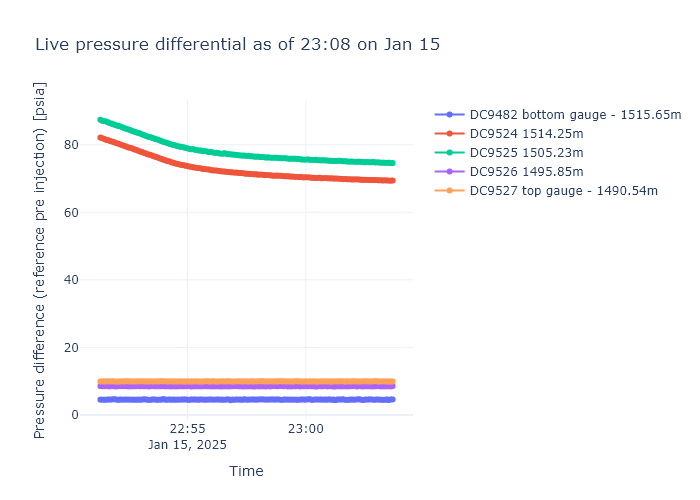 Live pressure differential as of 23:08 on Jan 15
Pressure difference (reference pre injection) [psia]
80
60
40
20
0
22:55
Jan 15, 2025
23:00
Time
DC9482 bottom gauge - 1515.65m
DC9524 1514.25m
DC9525 1505.23m
DC9526 1495.85m
DC9527 top gauge - 1490.54m